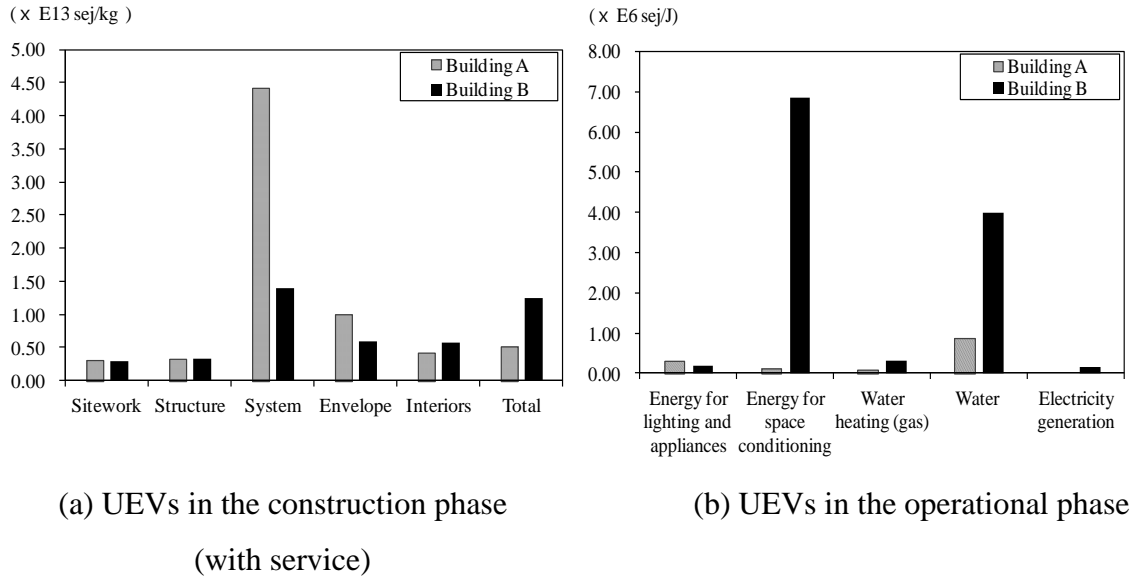 ( x E13 sej/kg )
5.00
4.50
4.00
3.50
3.00
2.50
2.00
1.50
1.00
0.50
0.00
Building A
Building B
Sitework Structure System Envelope Interiors Total
(a) UEVs in the construction phase
(with service)
( x E6 sej/J)
8.00
7.00
6.00
5.00
4.00
3.00
2.00
1.00
0.00
Building A
Building B
Energy for
lighting and
appliances
Energy for
space
conditioning
Water
heating (gas)
Water
Electricity
generation
(b) UEVs in the operational phase